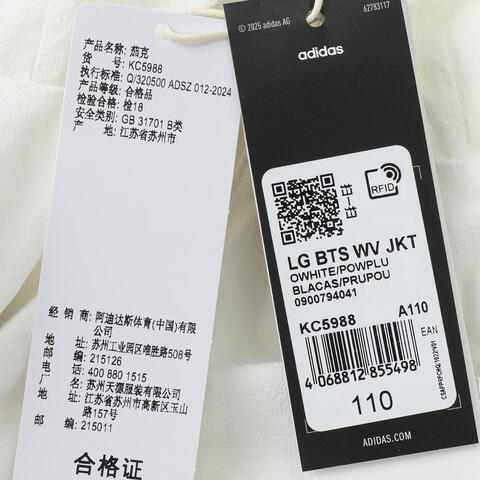 产品名称: 茄克
货 号: KC5988
执行标准: Q/320500 ADSZ 012-2024
产品等级: 合格品
检验合格: 检18
安全类别: GB 31701 B类
产 地: 江苏省苏州市
经 销 商: 阿迪达斯体育(中国)有限
公司
地 址: 苏州工业园区唯胜路508号
邮 编: 215126
电 话: 400 880 1515
厂 名: 苏州天源服装有限公司
地 址: 江苏省苏州市高新区玉山
路157号
邮 编: 215011
合格证
© 2025 adidas AG
6Z783117
adidas
RFID
LG BTS WV JKT
OWHITE/POWPLU
BLACAS/PRUPOU
0900794041
KC5988
A110
EAN
4 068812 855498
110
ADIDAS.COM